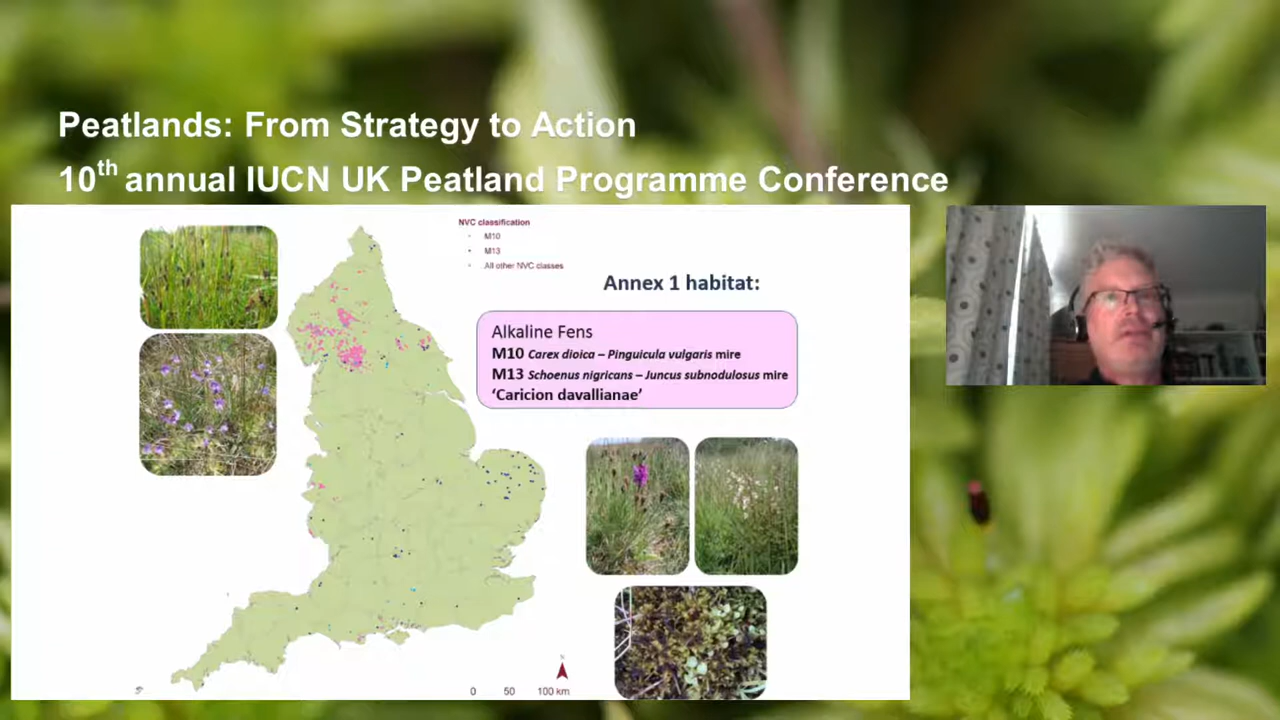 Peatlands: From Strategy to Action
10th annual IUCN UK Peatland Programme Conference
NVC classification
M10
M13
All other NVC classes
Annex 1 habitat:
Alkaline Fens
M10 Carex dioica – Pinguicula vulgaris mire
M13 Schoenus nigricans – Juncus subnodulosus mire
‘Caricion davallianae’
N
0 50 100 km